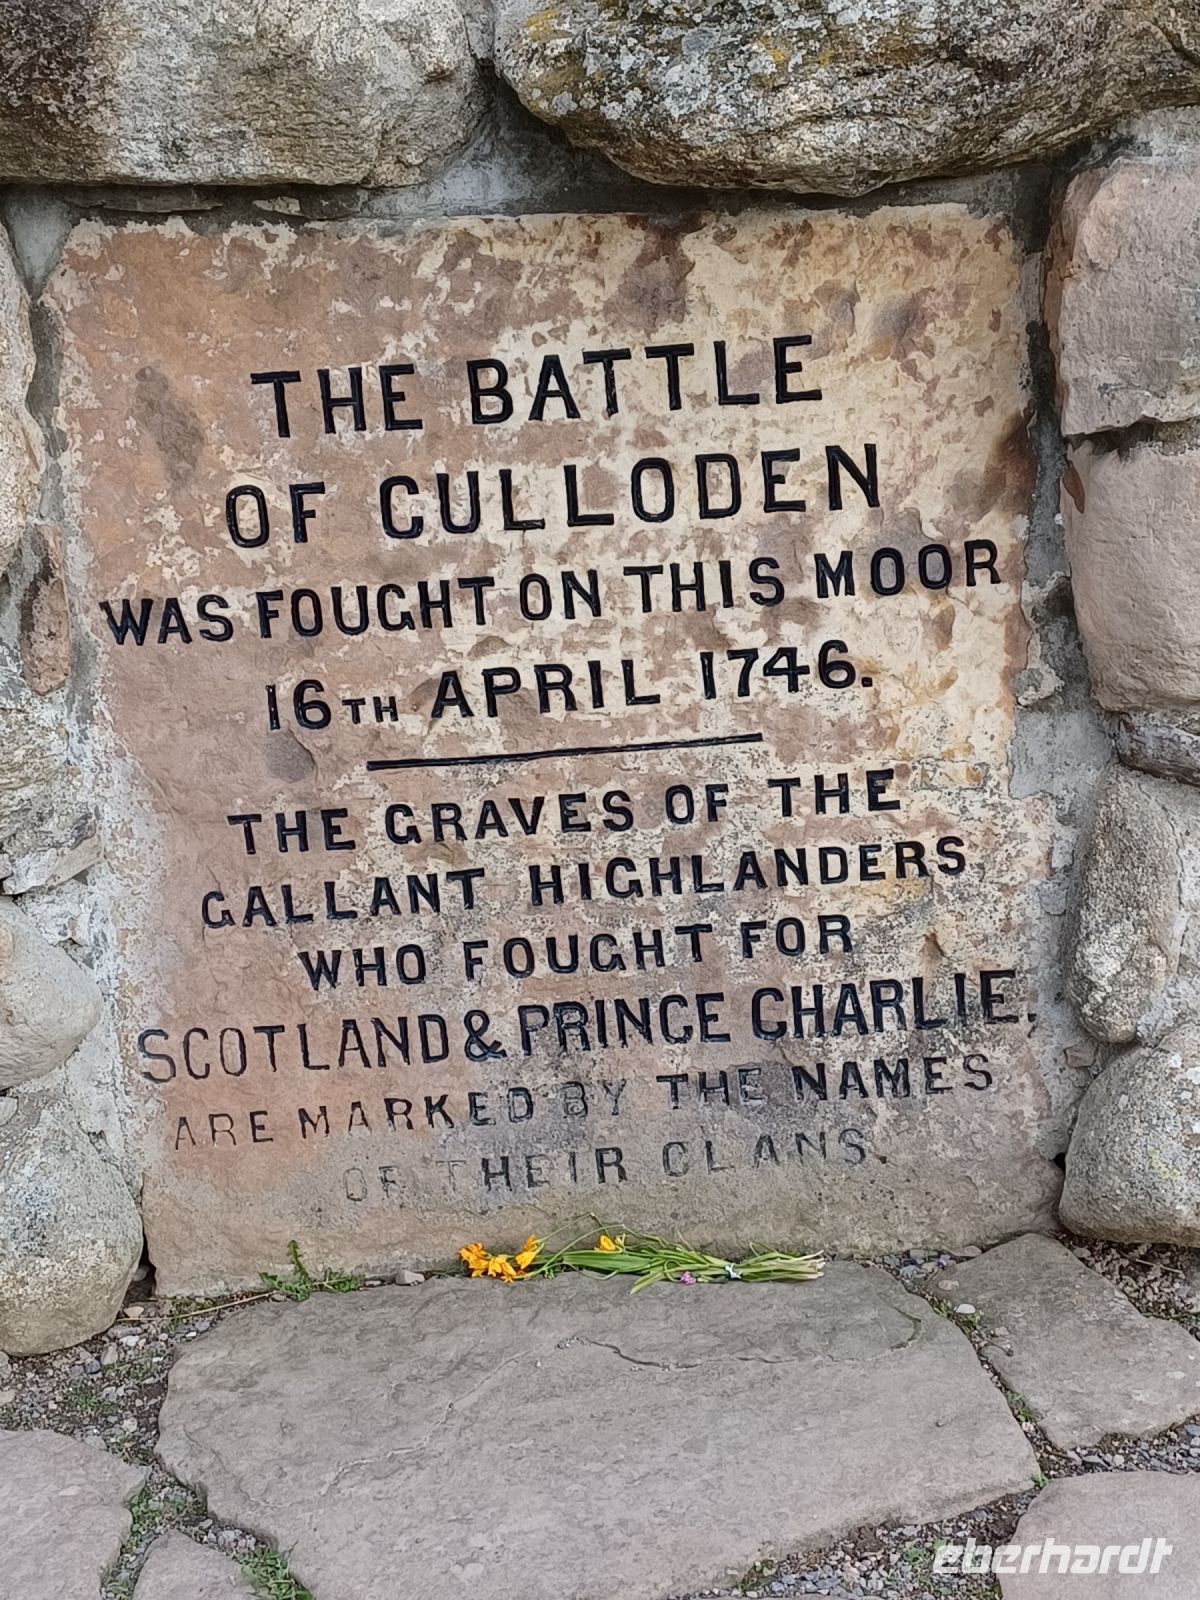 THE BATTLE
OF CULLODEN
WAS FOUGHT ON THIS MOOR
16TH APRIL 1746.
THE GRAVES OF THE
GALLANT HIGHLANDERS
WHO FOUGHT FOR
SCOTLAND & PRINCE CHARLIE.
ARE MARKED BY THE NAMES
OF THEIR CLANS.
eberhardt